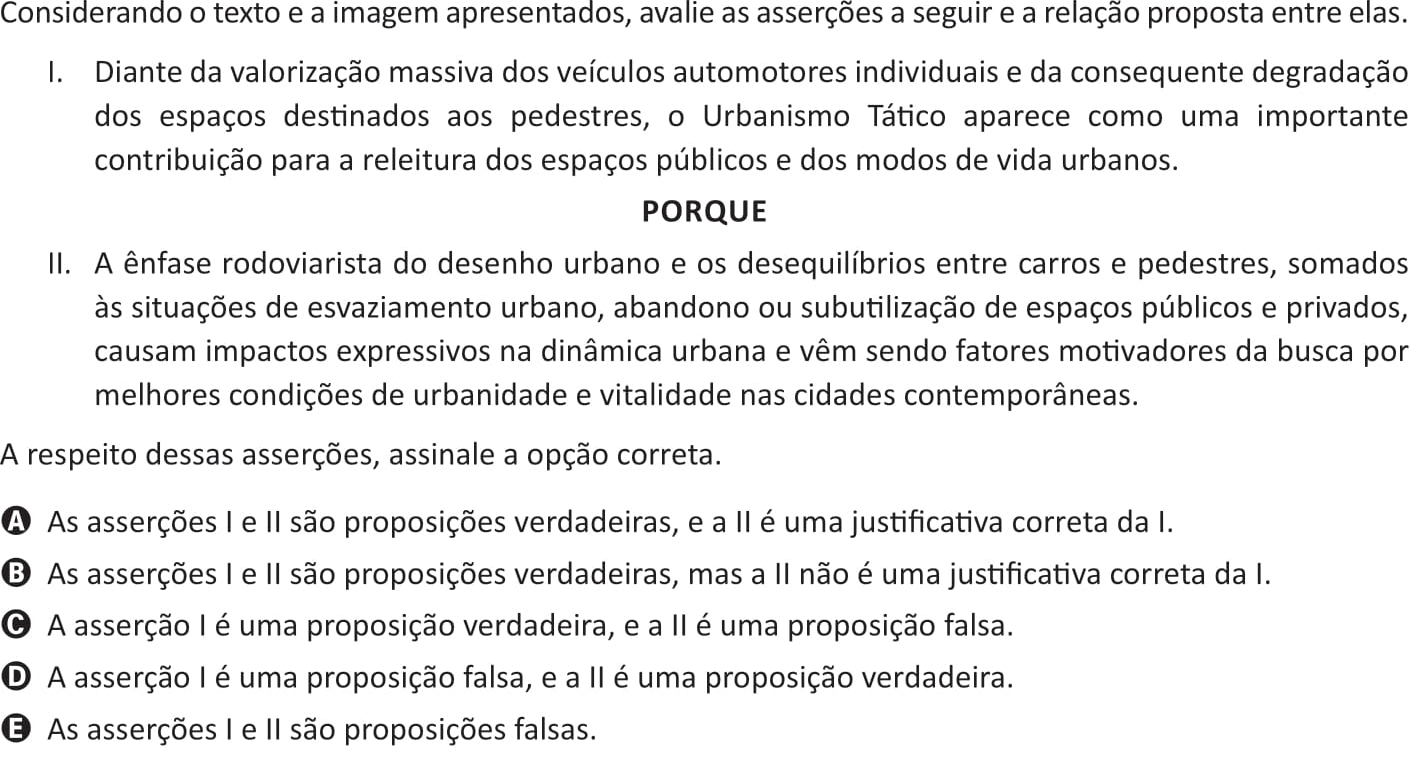 Considerando o texto e a imagem apresentados, avalie as asserções a seguir e a relação proposta entre elas.
I. Diante da valorização massiva dos veículos automotores individuais e da consequente degradação
dos espaços destinados aos pedestres, o Urbanismo Tático aparece como uma importante
contribuição para a releitura dos espaços públicos e dos modos de vida urbanos.
PORQUE
II. A ênfase rodoviarista do desenho urbano e os desequilíbrios entre carros e pedestres, somados
às situações de esvaziamento urbano, abandono ou subutilização de espaços públicos e privados,
causam impactos expressivos na dinâmica urbana e vêm sendo fatores motivadores da busca por
melhores condições de urbanidade e vitalidade nas cidades contemporâneas.
A respeito dessas asserções, assinale a opção correta.
A As asserções I e II são proposições verdadeiras, e a II é uma justificativa correta da I.
B As asserções I e II são proposições verdadeiras, mas a II não é uma justificativa correta da I.
C A asserção I é uma proposição verdadeira, e a II é uma proposição falsa.
D A asserção I é uma proposição falsa, e a II é uma proposição verdadeira.
E As asserções I e II são proposições falsas.